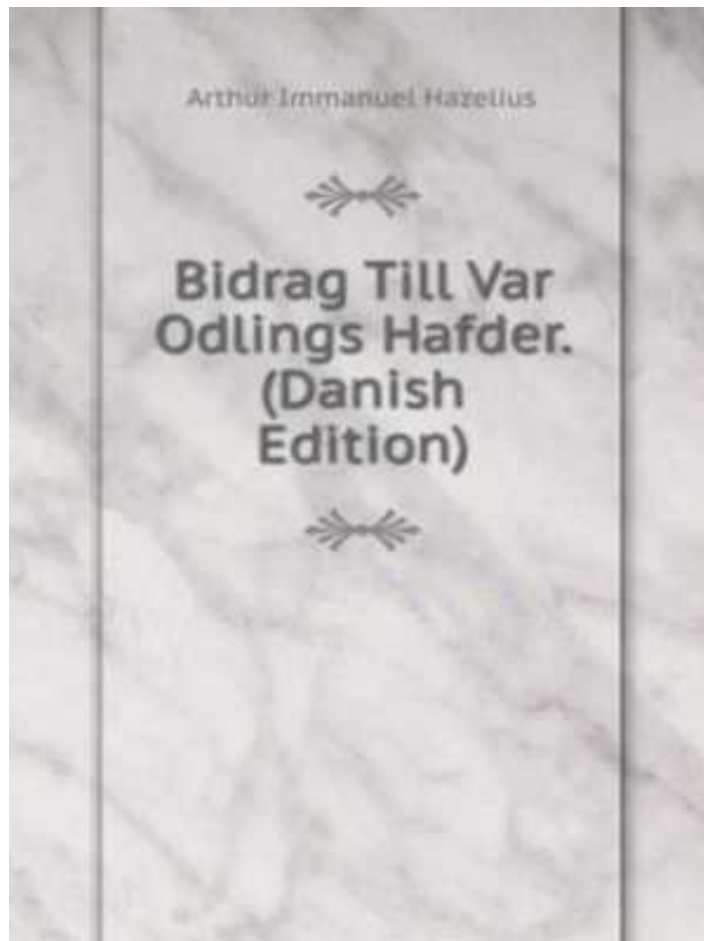 Arthur Immanuel Hazelius
Bidrag Till Var
Odlings Hafder.
(Danish
Edition)